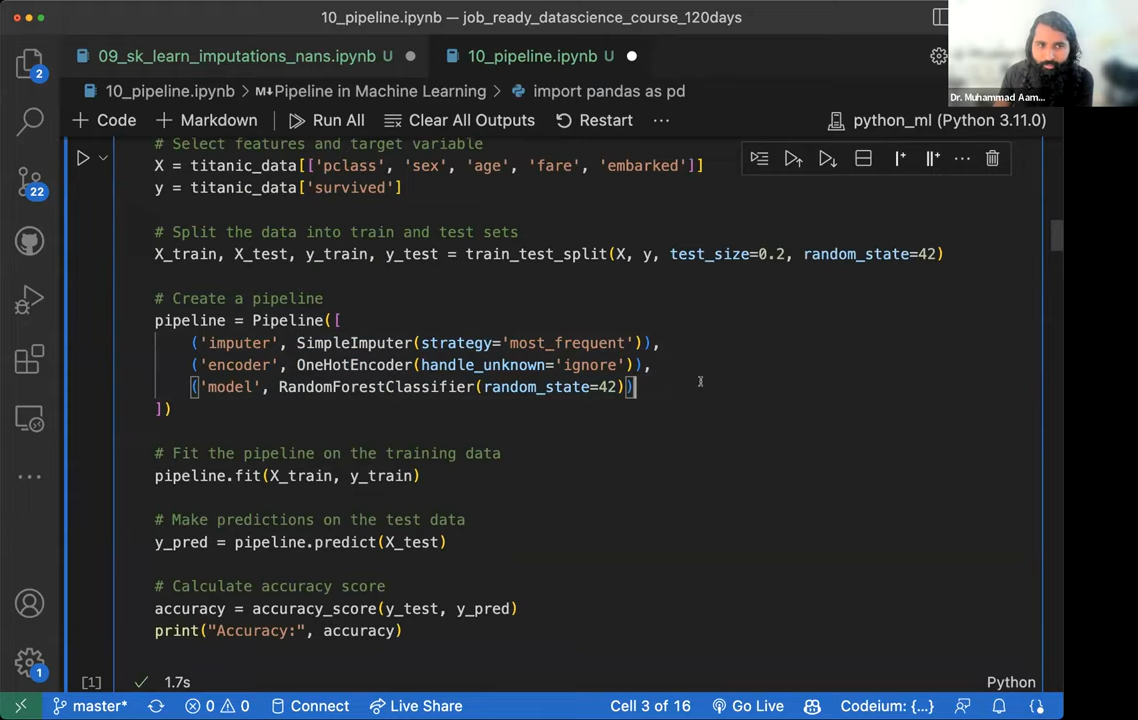 10_pipeline.ipynb — job_ready_datascience_course_120days
09_sk_learn_imputations_nans.ipynb U
10_pipeline.ipynb U
10_pipeline.ipynb > M↓Pipeline in Machine Learning > import pandas as pd
+ Code + Markdown Run All Clear All Outputs Restart ... python_ml (Python 3.11.0)
Dr. Muhammad Aam...
2
22
1
# Select features and target variable
X = titanic_data[['pclass', 'sex', 'age', 'fare', 'embarked']]
y = titanic_data['survived']
# Split the data into train and test sets
X_train, X_test, y_train, y_test = train_test_split(X, y, test_size=0.2, random_state=42)
# Create a pipeline
pipeline = Pipeline([
('imputer', SimpleImputer(strategy='most_frequent')),
('encoder', OneHotEncoder(handle_unknown='ignore')),
('model', RandomForestClassifier(random_state=42))
])
# Fit the pipeline on the training data
pipeline.fit(X_train, y_train)
# Make predictions on the test data
y_pred = pipeline.predict(X_test)
# Calculate accuracy score
accuracy = accuracy_score(y_test, y_pred)
print("Accuracy:", accuracy)
[1] 1.7s Python
master* 0 0 Connect Live Share Cell 3 of 16 Go Live Codeium: {...}